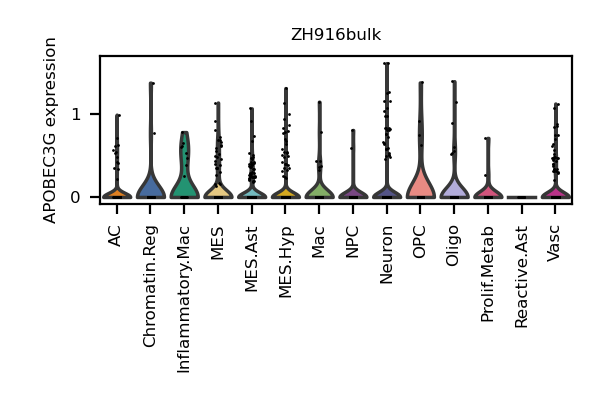 ZH916bulk
APOBEC3G expression
1
0
AC
Chromatin.Reg
Inflammatory.Mac
MES
MES.Ast
MES.Hyp
Mac
NPC
Neuron
OPC
Oligo
Prolif.Metab
Reactive.Ast
Vasc